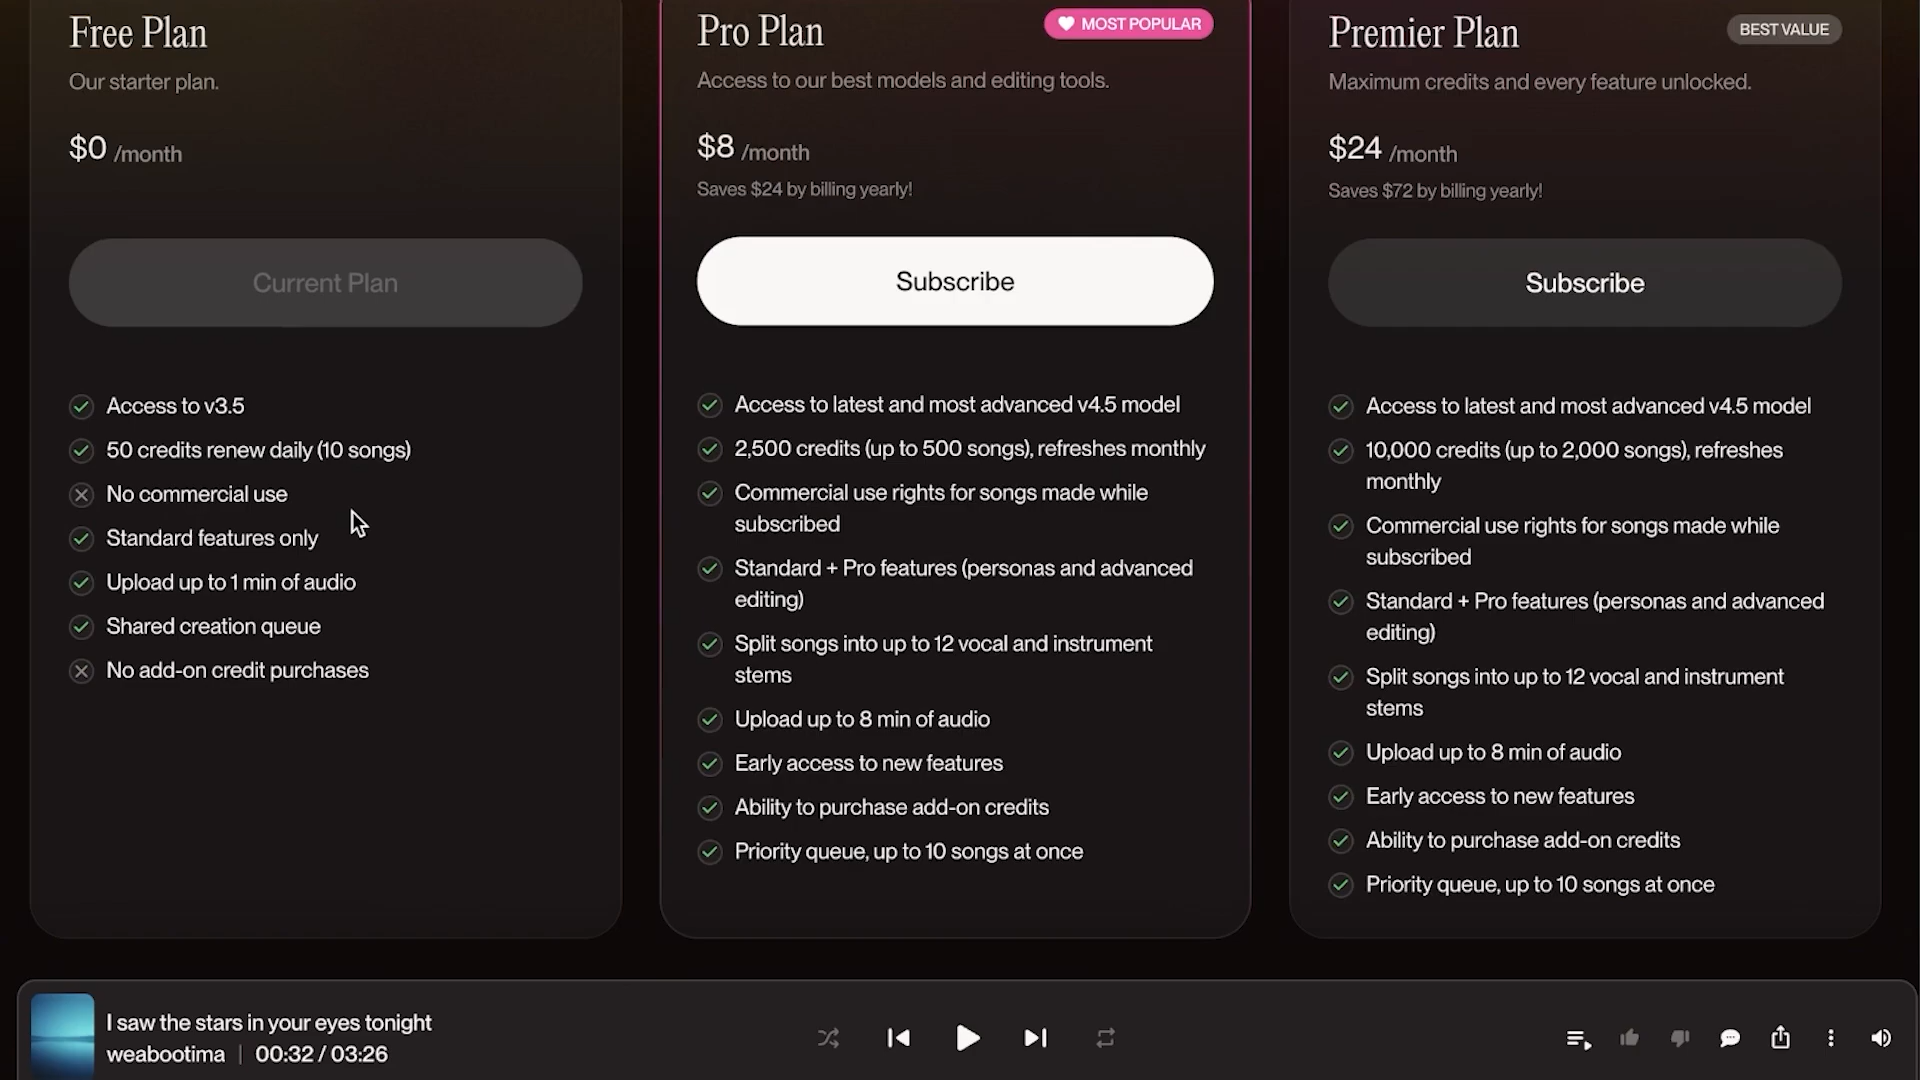 Free Plan
Our starter plan.
$0 /month
Current Plan
Access to v3.5
50 credits renew daily (10 songs)
No commercial use
Standard features only
Upload up to 1 min of audio
Shared creation queue
No add-on credit purchases
Pro Plan
MOST POPULAR
Access to our best models and editing tools.
$8 /month
Saves $24 by billing yearly!
Subscribe
Access to latest and most advanced v4.5 model
2,500 credits (up to 500 songs), refreshes monthly
Commercial use rights for songs made while
subscribed
Standard + Pro features (personas and advanced
editing)
Split songs into up to 12 vocal and instrument
stems
Upload up to 8 min of audio
Early access to new features
Ability to purchase add-on credits
Priority queue, up to 10 songs at once
Premier Plan
BEST VALUE
Maximum credits and every feature unlocked.
$24 /month
Saves $72 by billing yearly!
Subscribe
Access to latest and most advanced v4.5 model
10,000 credits (up to 2,000 songs), refreshes
monthly
Commercial use rights for songs made while
subscribed
Standard + Pro features (personas and advanced
editing)
Split songs into up to 12 vocal and instrument
stems
Upload up to 8 min of audio
Early access to new features
Ability to purchase add-on credits
Priority queue, up to 10 songs at once
I saw the stars in your eyes tonight
weabootima | 00:32 / 03:26